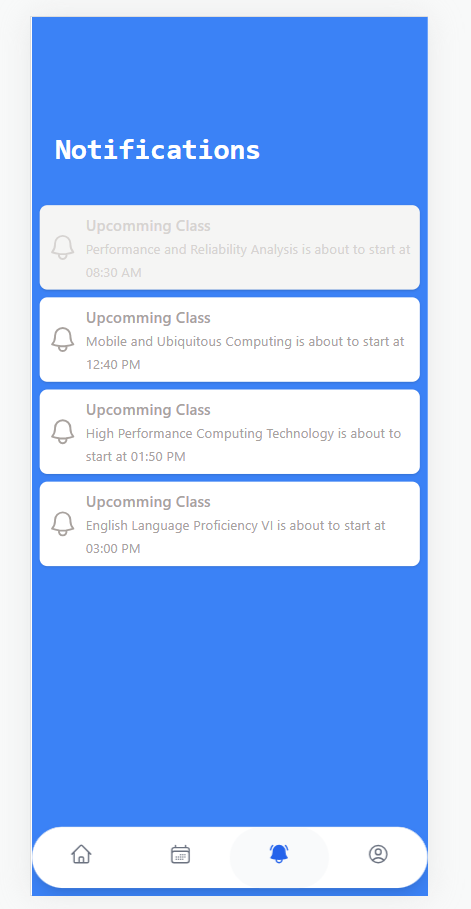 Notifications
Upcomming Class
Performance and Reliability Analysis is about to start at
08:30 AM
Upcomming Class
Mobile and Ubiquitous Computing is about to start at
12:40 PM
Upcomming Class
High Performance Computing Technology is about to
start at 01:50 PM
Upcomming Class
English Language Proficiency VI is about to start at
03:00 PM